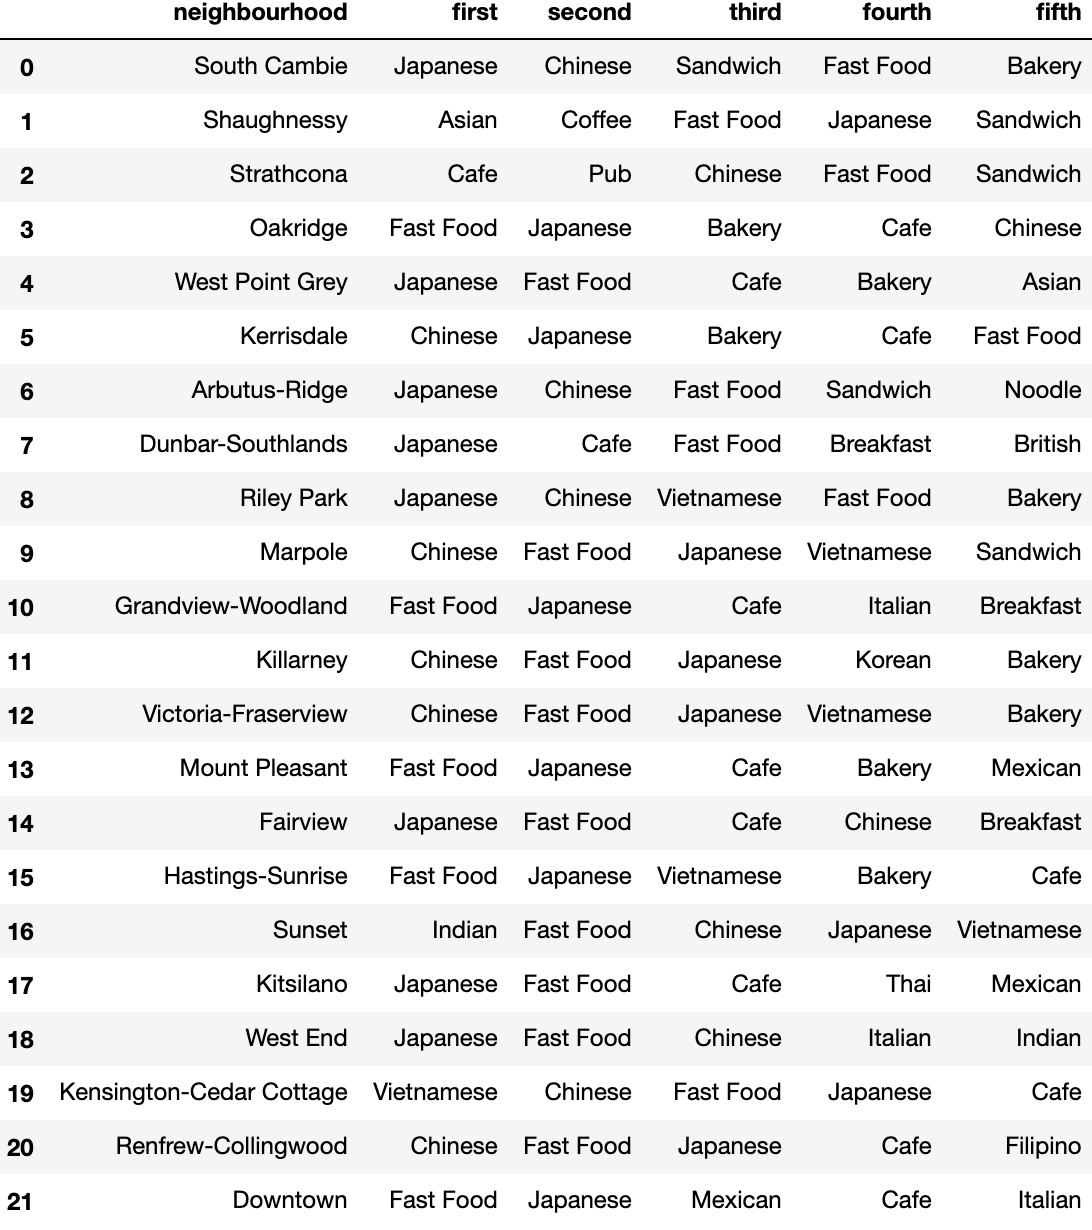 neighbourhood first second third fourth fifth
0 South Cambie Japanese Chinese Sandwich Fast Food Bakery
1 Shaughnessy Asian Coffee Fast Food Japanese Sandwich
2 Strathcona Cafe Pub Chinese Fast Food Sandwich
3 Oakridge Fast Food Japanese Bakery Cafe Chinese
4 West Point Grey Japanese Fast Food Cafe Bakery Asian
5 Kerrisdale Chinese Japanese Bakery Cafe Fast Food
6 Arbutus-Ridge Japanese Chinese Fast Food Sandwich Noodle
7 Dunbar-Southlands Japanese Cafe Fast Food Breakfast British
8 Riley Park Japanese Chinese Vietnamese Fast Food Bakery
9 Marpole Chinese Fast Food Japanese Vietnamese Sandwich
10 Grandview-Woodland Fast Food Japanese Cafe Italian Breakfast
11 Killarney Chinese Fast Food Japanese Korean Bakery
12 Victoria-Fraserview Chinese Fast Food Japanese Vietnamese Bakery
13 Mount Pleasant Fast Food Japanese Cafe Bakery Mexican
14 Fairview Japanese Fast Food Cafe Chinese Breakfast
15 Hastings-Sunrise Fast Food Japanese Vietnamese Bakery Cafe
16 Sunset Indian Fast Food Chinese Japanese Vietnamese
17 Kitsilano Japanese Fast Food Cafe Thai Mexican
18 West End Japanese Fast Food Chinese Italian Indian
19 Kensington-Cedar Cottage Vietnamese Chinese Fast Food Japanese Cafe
20 Renfrew-Collingwood Chinese Fast Food Japanese Cafe Filipino
21 Downtown Fast Food Japanese Mexican Cafe Italian